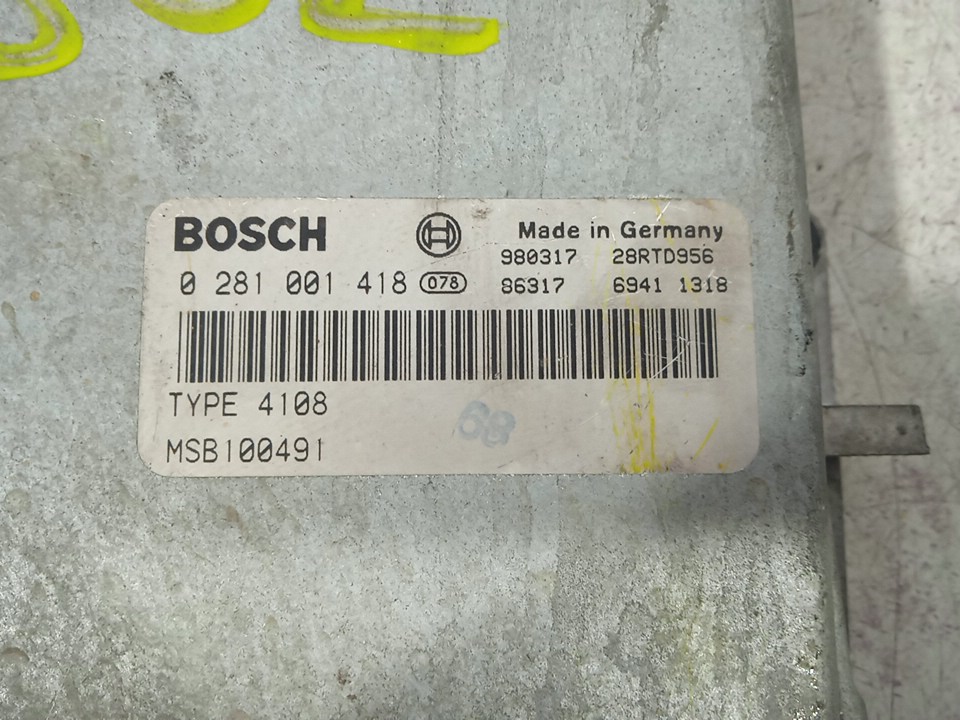 BOSCH
Made in Germany
980317 28RTD956
0 281 001 418 078
86317 6941 1318
TYPE 4108
MSB100491
68